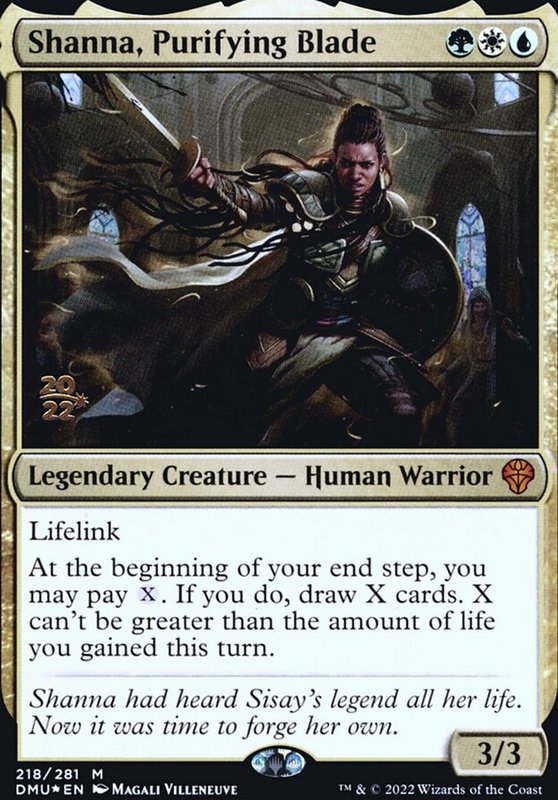 Shanna, Purifying Blade
20
22
Legendary Creature — Human Warrior
Lifelink
At the beginning of your end step, you
may pay X. If you do, draw X cards. X
can't be greater than the amount of life
you gained this turn.
Shanna had heard Sisay's legend all her life.
Now it was time to forge her own.
3/3
218/281 M
DMU★EN MAGALI VILLENEUVE
™ & © 2022 Wizards of the Coast